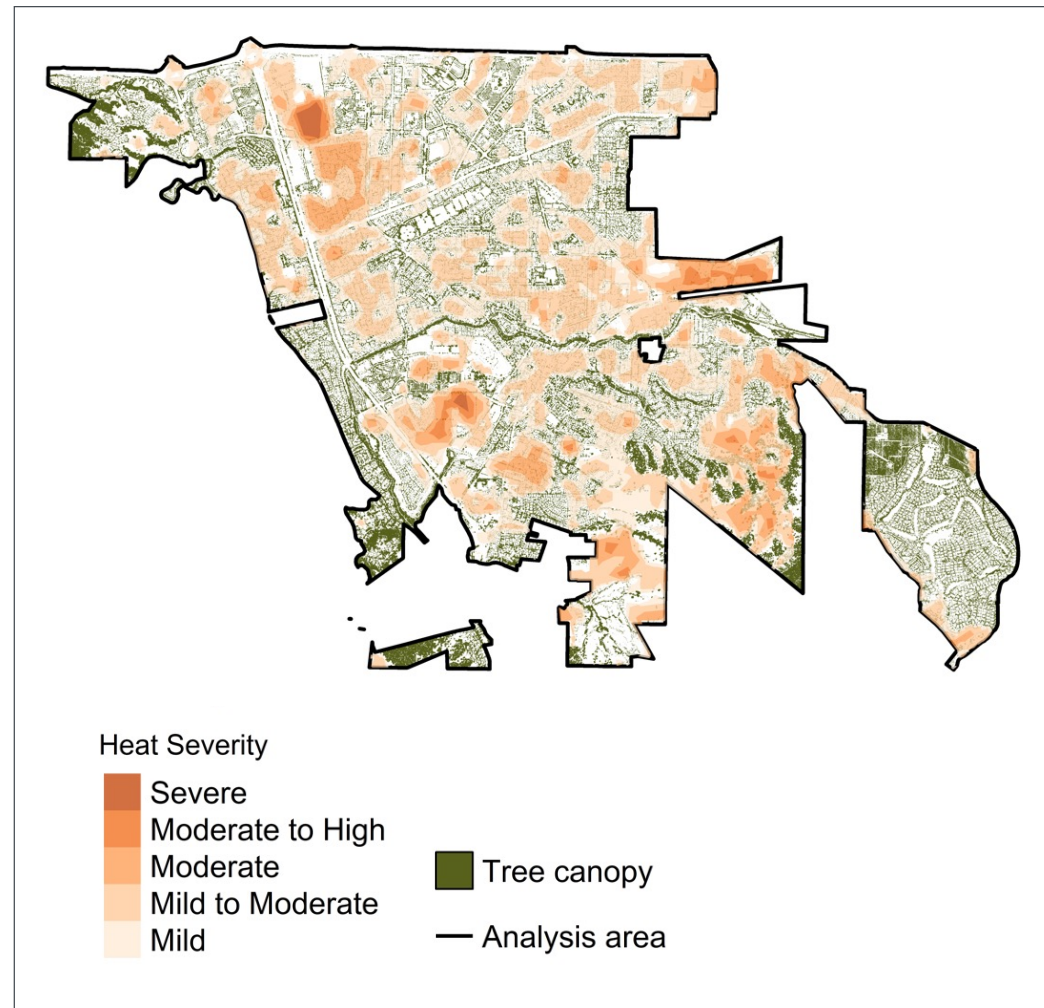 Heat Severity
Severe
Moderate to High
Moderate
Mild to Moderate
Mild
Tree canopy
Analysis area